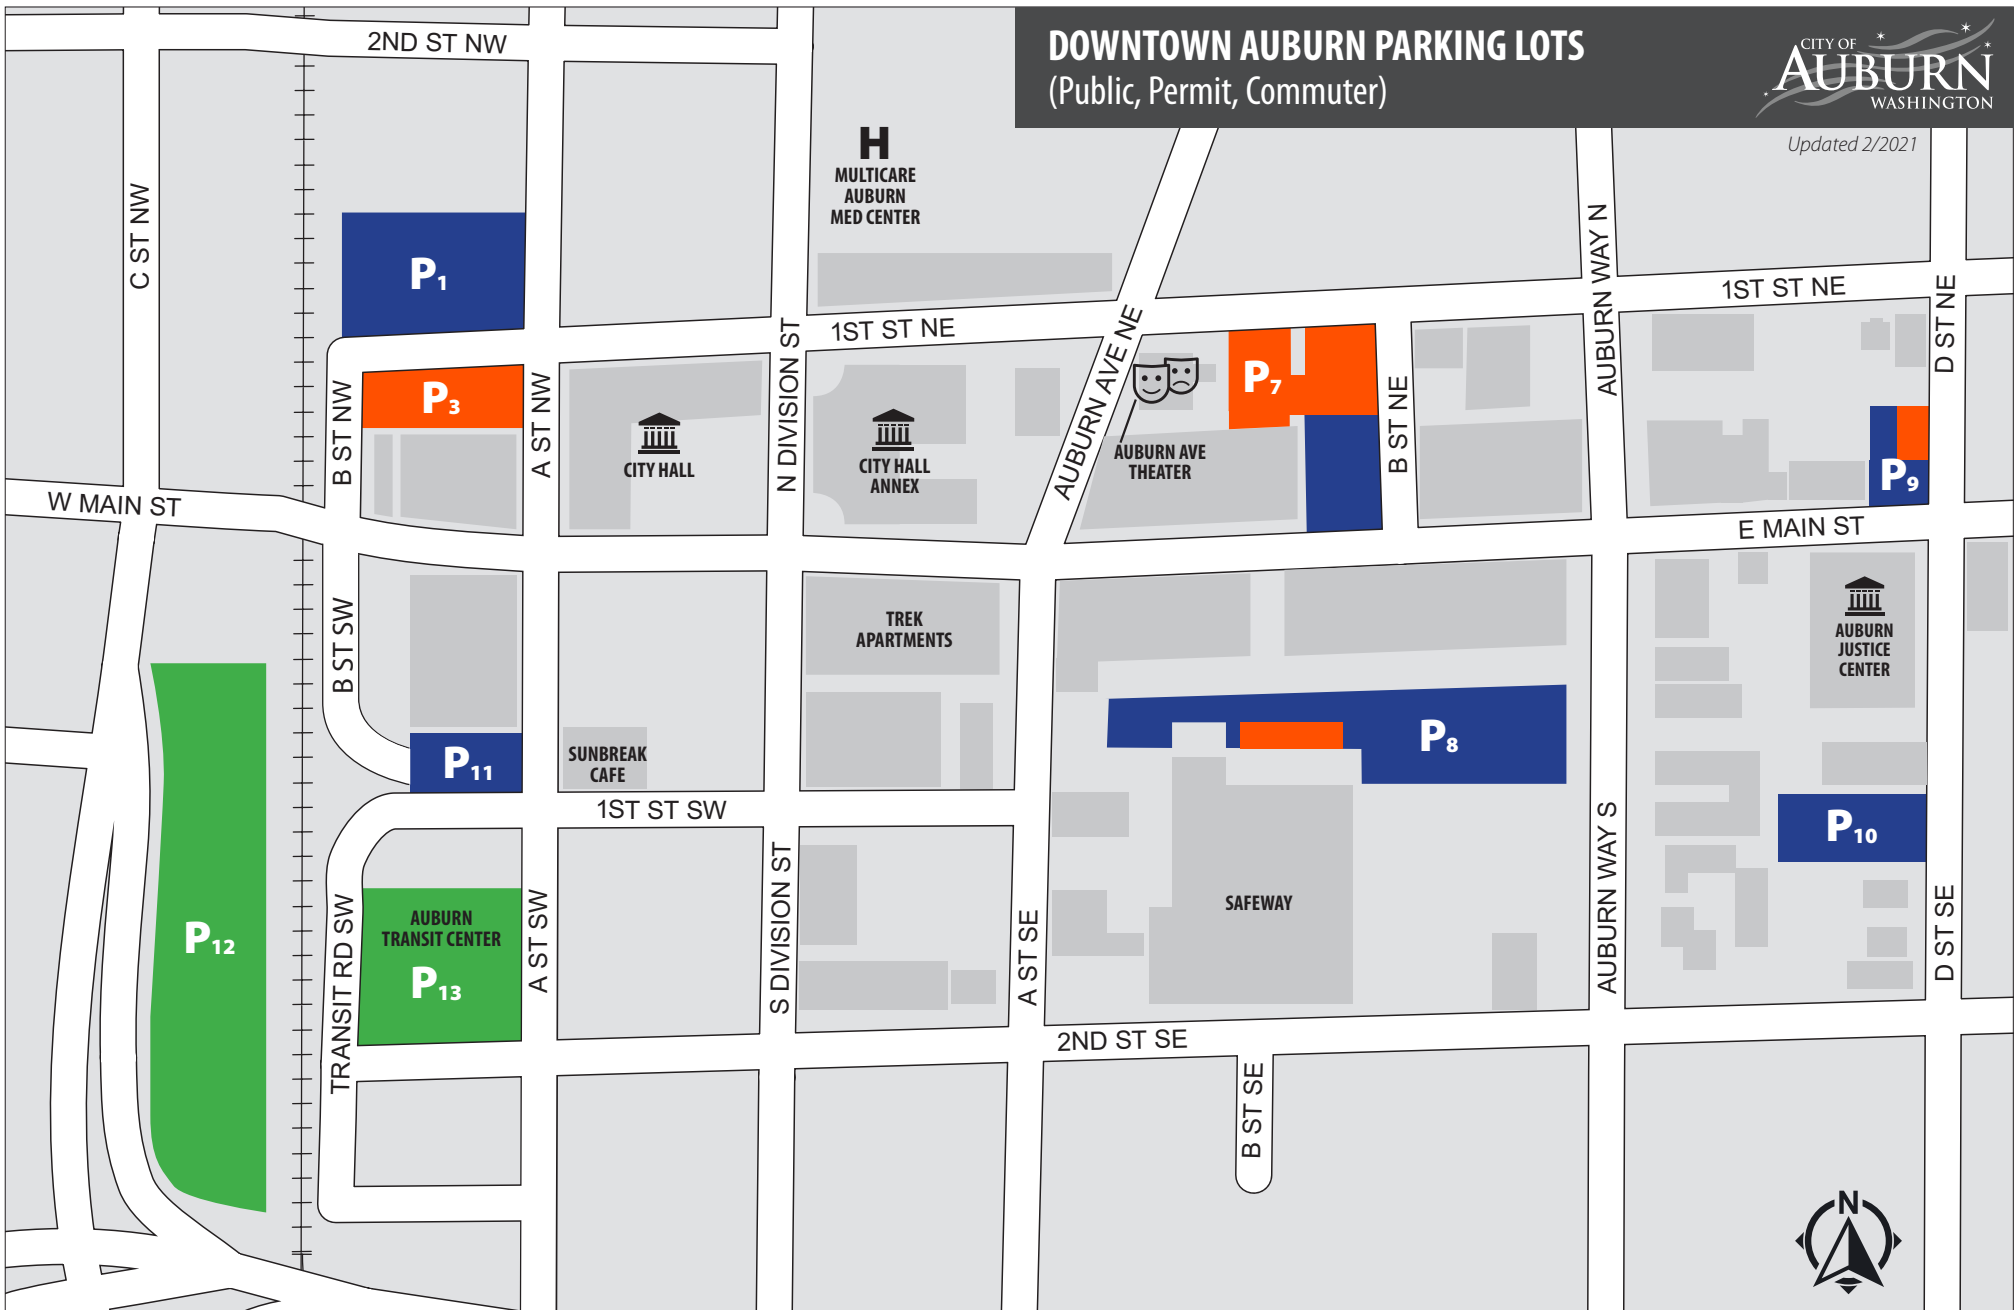 2ND ST NW
DOWNTOWN AUBURN PARKING LOTS
(Public, Permit, Commuter)
CITY OF
AUBURN
WASHINGTON
Updated 2/2021
H
MULTICARE
AUBURN
MED CENTER
C ST NW
P1
AUBURN WAY N
1ST ST NE
D ST NE
1ST ST NE
N DIVISION ST
AUBURN AVE NE
P3
P7
B ST NW
A ST NW
B ST NE
CITY HALL
CITY HALL
ANNEX
AUBURN AVE
THEATER
P9
W MAIN ST
E MAIN ST
B ST SW
TREK
APARTMENTS
AUBURN
JUSTICE
CENTER
P11
SUNBREAK
CAFE
P8
1ST ST SW
P10
S DIVISION ST
AUBURN WAY S
SAFEWAY
AUBURN
TRANSIT CENTER
P12
P13
TRANSIT RD SW
A ST SW
A ST SE
D ST SE
2ND ST SE
B ST SE
N